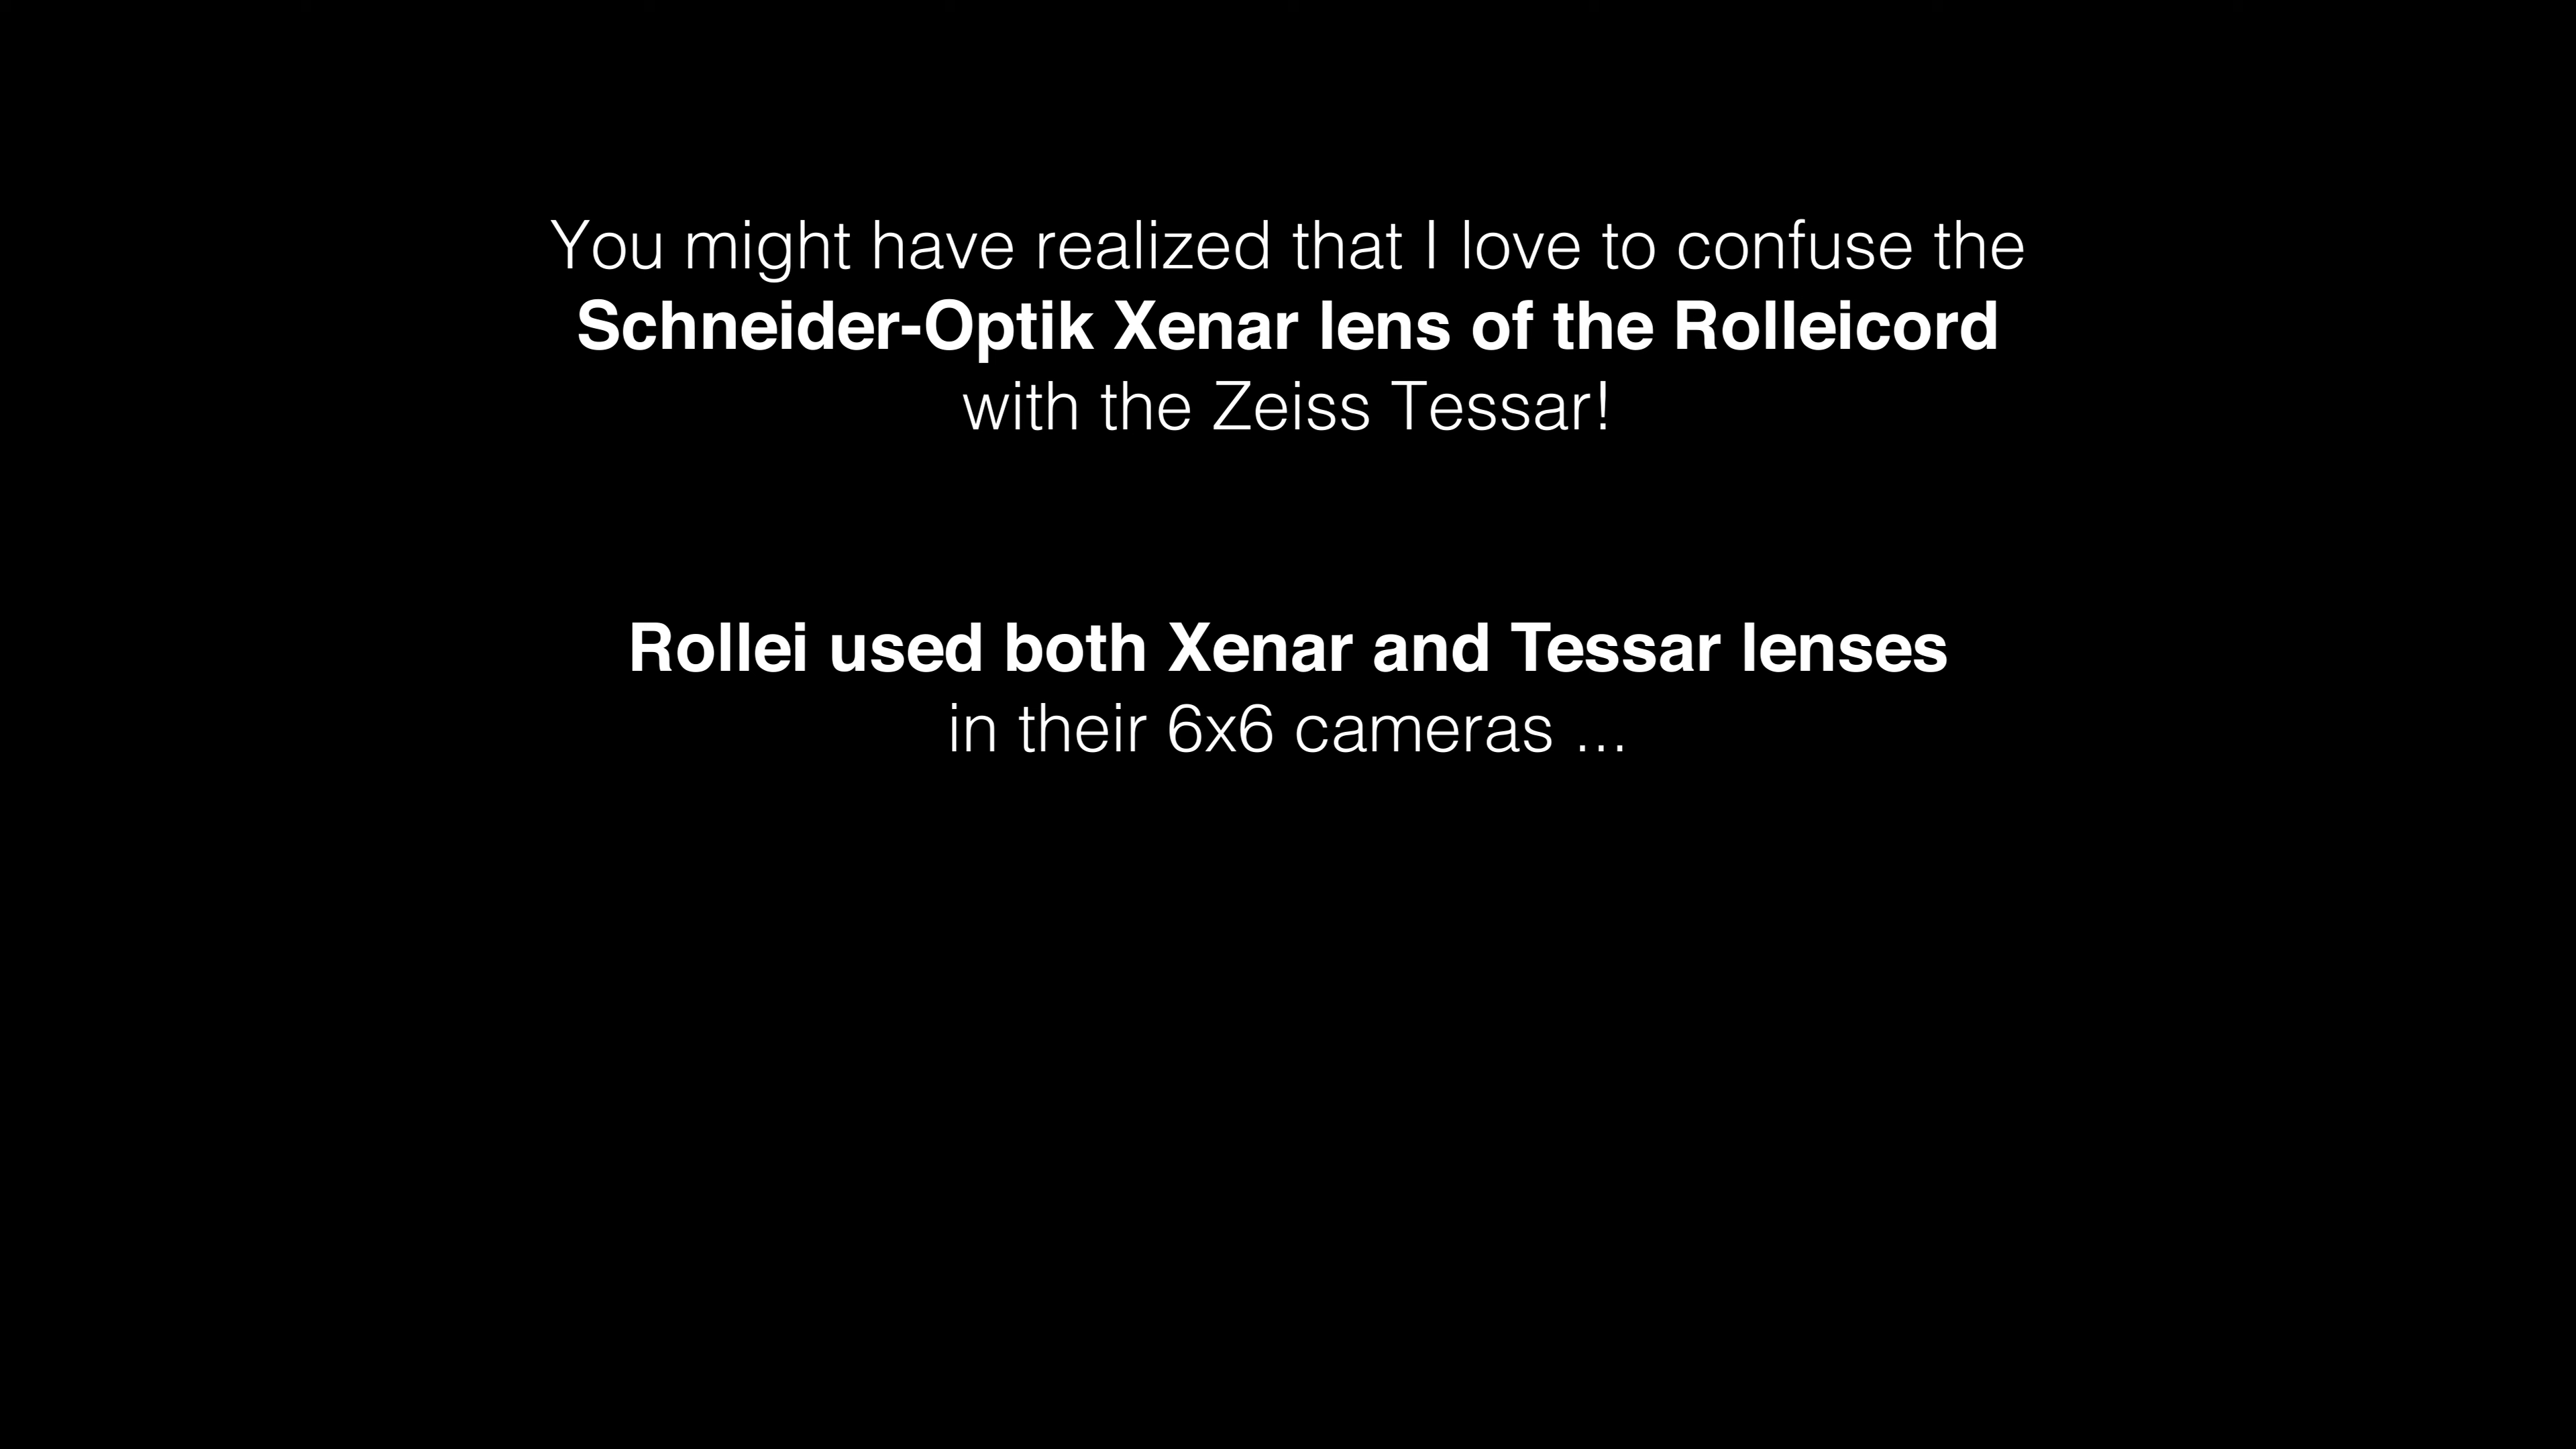 You might have realized that I love to confuse the
Schneider-Optik Xenar lens of the Rolleicord
with the Zeiss Tessar!
Rollei used both Xenar and Tessar lenses
in their 6x6 cameras ...